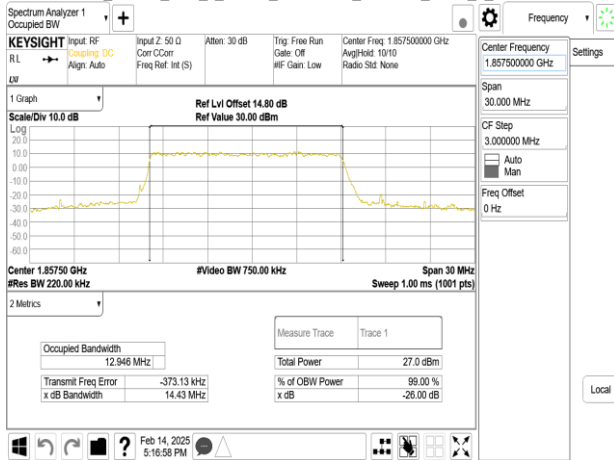 Spectrum Analyzer 1
Occupied BW
+
Frequency
KEYSIGHT
RL
Input: RF
Coupling: DC
Align: Auto
Input Z: 50 Ω
Corr CCorr
Freq Ref: Int (S)
Atten: 30 dB
Trig: Free Run
Gate: Off
#IF Gain: Low
Center Freq: 1.857500000 GHz
Avg|Hold: 10/10
Radio Std: None
LXI
Center Frequency
1.857500000 GHz
Settings
Span
30.000 MHz
CF Step
3.000000 MHz
Auto
Man
Freq Offset
0 Hz
Local
1 Graph
Scale/Div 10.0 dB
Ref Lvl Offset 14.80 dB
Ref Value 30.00 dBm
Log
20.0
10.0
0.00
-10.0
-20.0
-30.0
-40.0
-50.0
-60.0
Center 1.85750 GHz
#Video BW 750.00 kHz
Span 30 MHz
#Res BW 220.00 kHz
Sweep 1.00 ms (1001 pts)
2 Metrics
Measure Trace
Trace 1
Occupied Bandwidth
12.946 MHz
Total Power
27.0 dBm
Transmit Freq Error
-373.13 kHz
% of OBW Power
99.00 %
x dB Bandwidth
14.43 MHz
x dB
-26.00 dB
?
Feb 14, 2025
5:16:58 PM